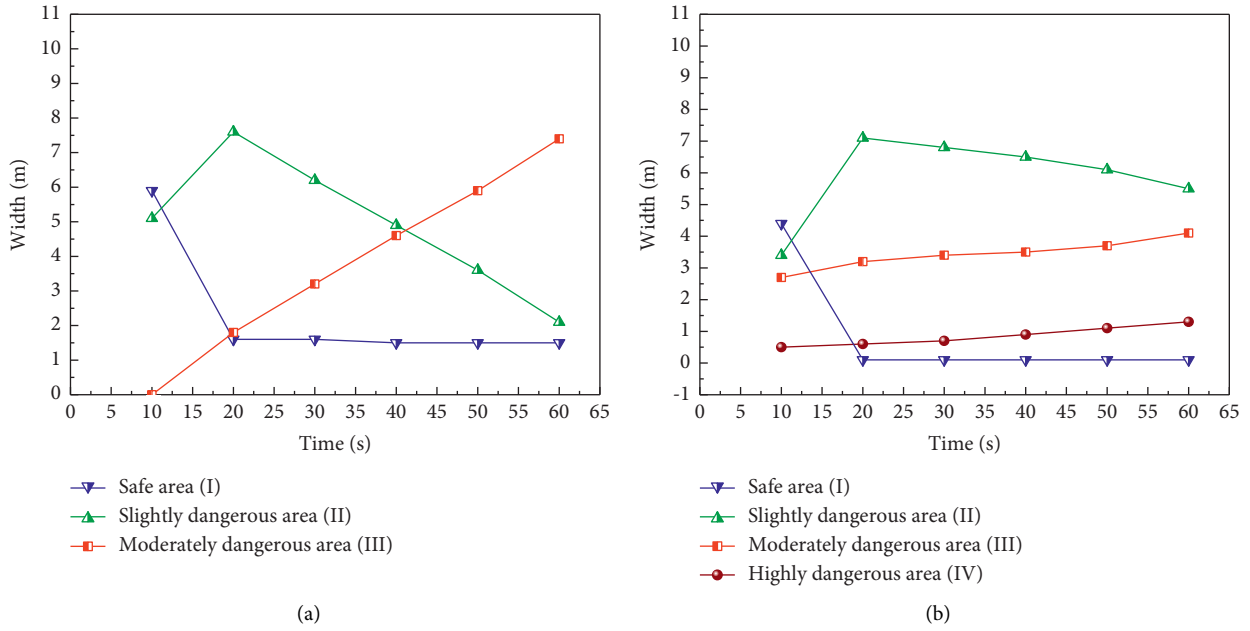 11
10
9
8
7
6
5
4
3
2
1
0
Width (m)
0 5 10 15 20 25 30 35 40 45 50 55 60 65
Time (s)
Safe area (I)
Slightly dangerous area (II)
Moderately dangerous area (III)
(a)
11
10
9
8
7
6
5
4
3
2
1
0
-1
Width (m)
0 5 10 15 20 25 30 35 40 45 50 55 60 65
Time (s)
Safe area (I)
Slightly dangerous area (II)
Moderately dangerous area (III)
Highly dangerous area (IV)
(b)